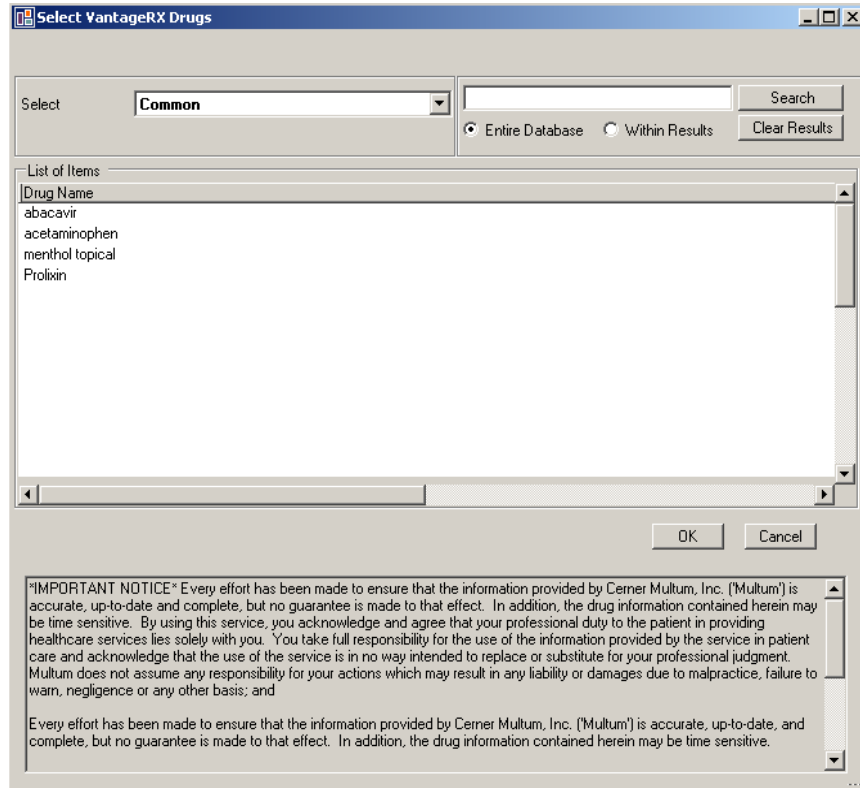 Select VantageRX Drugs
Select
Common
Search
Entire Database
Within Results
Clear Results
List of Items
Drug Name
abacavir
acetaminophen
menthol topical
Prolixin
OK
Cancel
*IMPORTANT NOTICE* Every effort has been made to ensure that the information provided by Cerner Multum, Inc. ('Multum') is
accurate, up-to-date and complete, but no guarantee is made to that effect.  In addition, the drug information contained herein may
be time sensitive.  By using this service, you acknowledge and agree that your professional duty to the patient in providing
healthcare services lies solely with you.  You take full responsibility for the use of the information provided by the service in patient
care and acknowledge that the use of the service is in no way intended to replace or substitute for your professional judgment.
Multum does not assume any responsibility for your actions which may result in any liability or damages due to malpractice, failure to
warn, negligence or any other basis; and
Every effort has been made to ensure that the information provided by Cerner Multum, Inc. ('Multum') is accurate, up-to-date, and
complete, but no guarantee is made to that effect.  In addition, the drug information contained herein may be time sensitive.